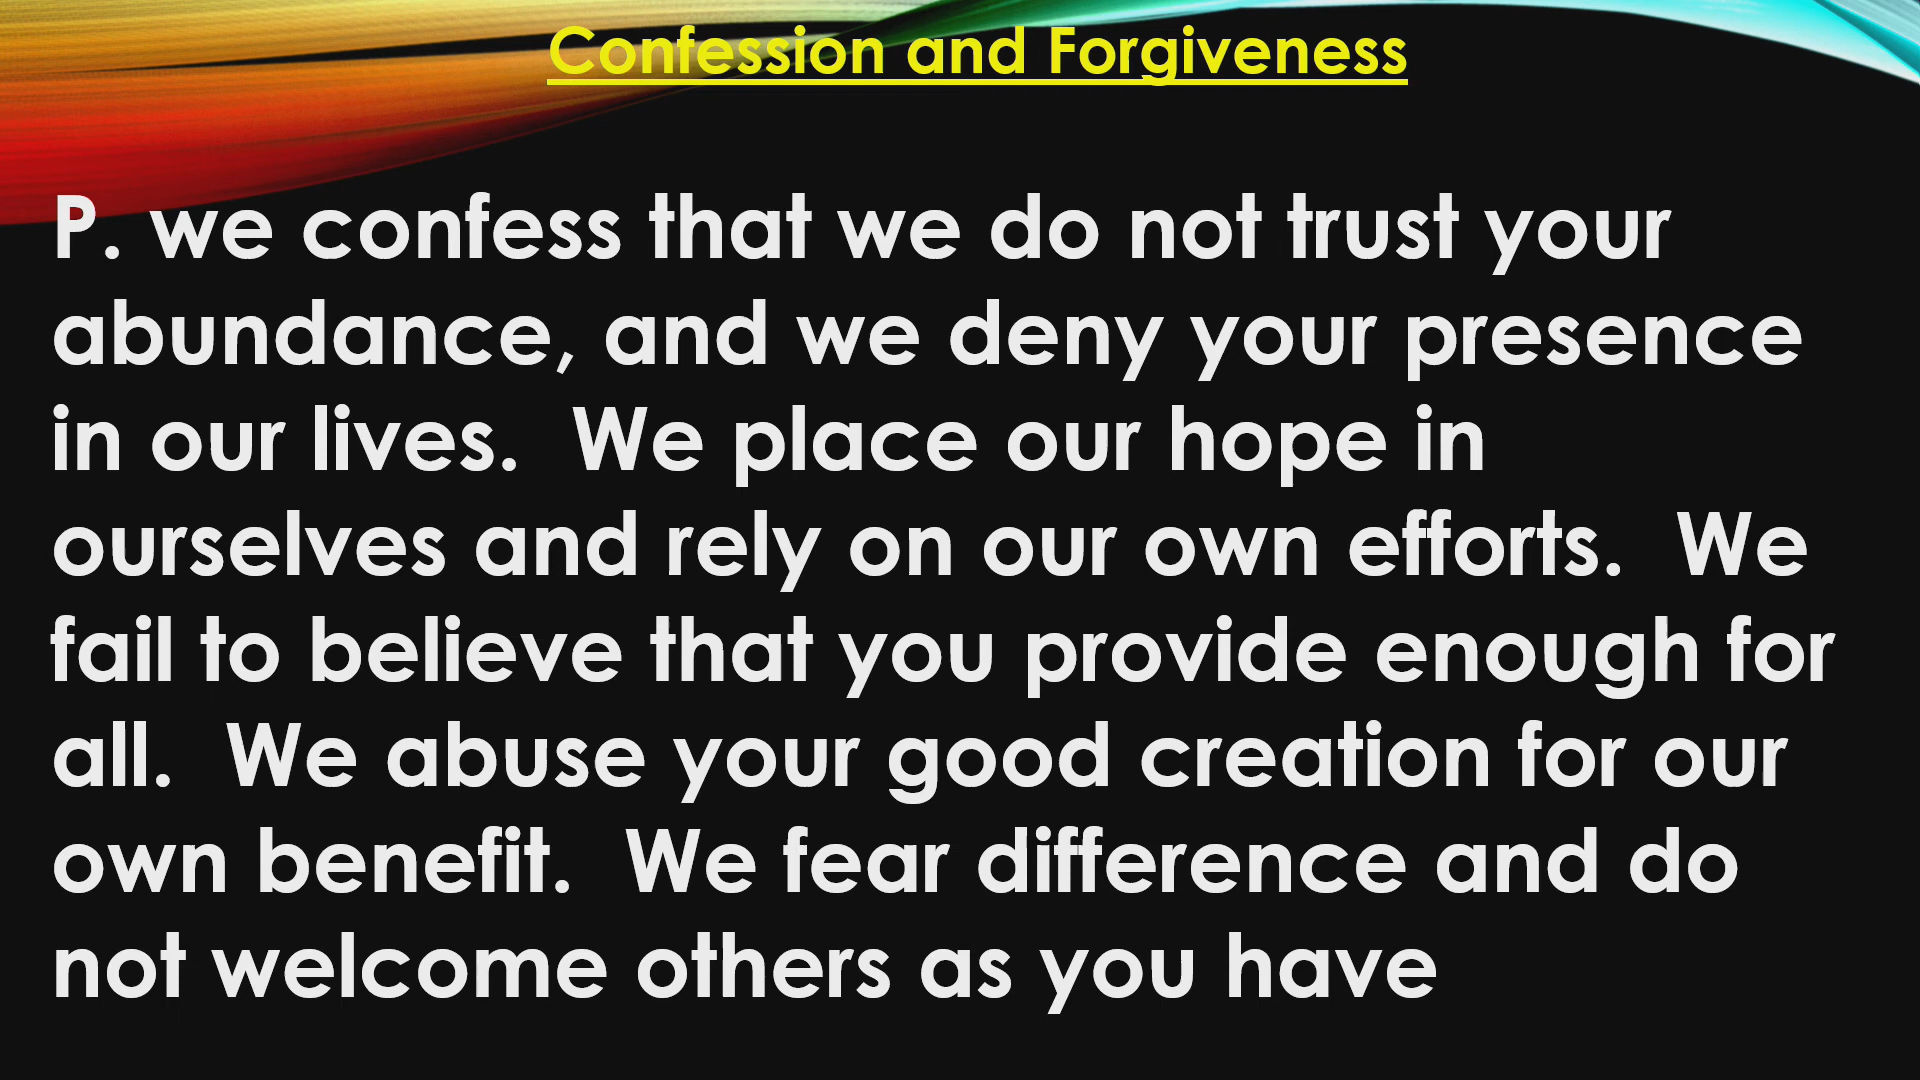 Confession and Forgiveness
P. we confess that we do not trust your
abundance, and we deny your presence
in our lives.  We place our hope in
ourselves and rely on our own efforts.  We
fail to believe that you provide enough for
all.  We abuse your good creation for our
own benefit.  We fear difference and do
not welcome others as you have